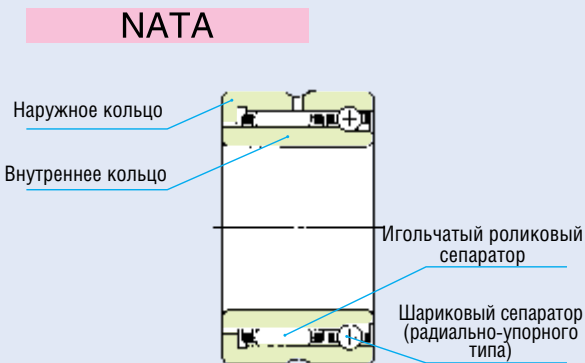 NATA
Наружное кольцо
Внутреннее кольцо
Игольчатый роликовый
сепаратор
Шариковый сепаратор
(радиально-упорного
типа)